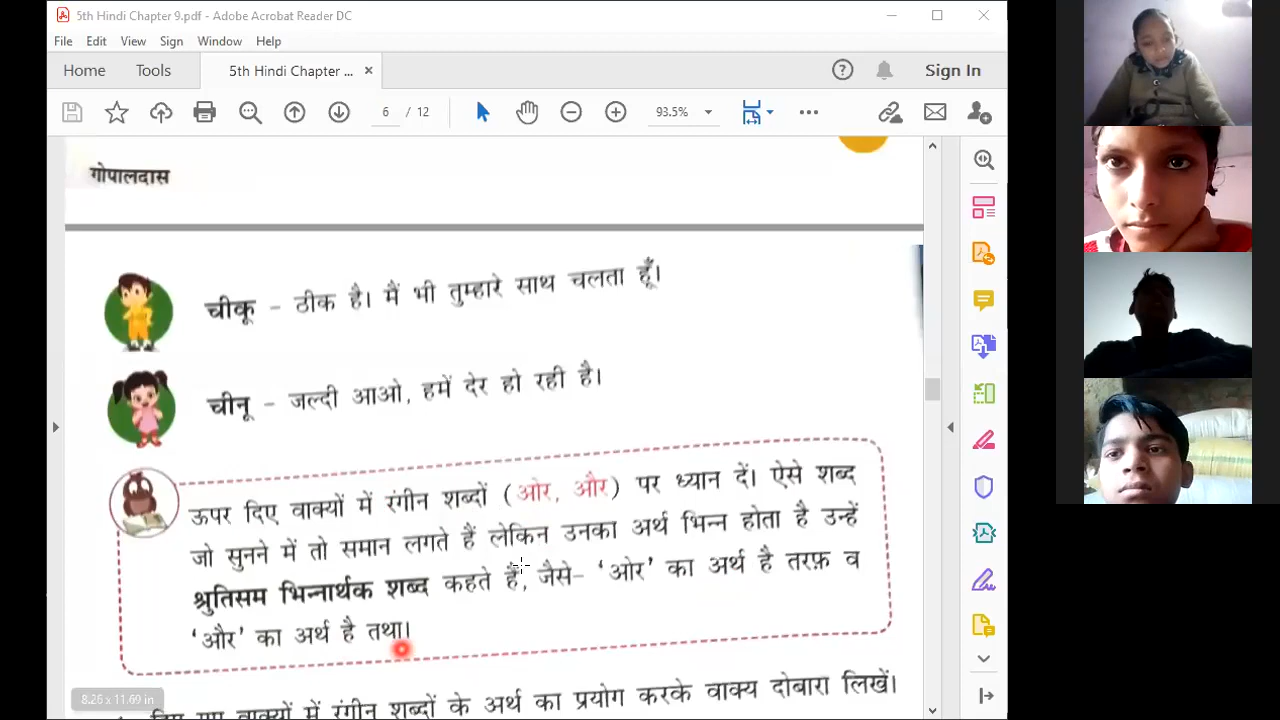 5th Hindi Chapter 9.pdf - Adobe Acrobat Reader DC
File Edit View Sign Window Help
Home Tools 5th Hindi Chapter ... × Sign In
6 / 12 93.5%
गोपालदास
चीकू - ठीक है। मैं भी तुम्हारे साथ चलता हूँ।
चीनू - जल्दी आओ, हमें देर हो रही है।
ऊपर दिए वाक्यों में रंगीन शब्दों (ओर, और) पर ध्यान दें। ऐसे शब्द
जो सुनने में तो समान लगते हैं लेकिन उनका अर्थ भिन्न होता है उन्हें
श्रुतिसम भिन्नार्थक शब्द कहते हैं, जैसे- 'ओर' का अर्थ है तरफ़ व
'और' का अर्थ है तथा।
दिए गए वाक्यों में रंगीन शब्दों के अर्थ का प्रयोग करके वाक्य दोबारा लिखें।
8.26 x 11.69 in